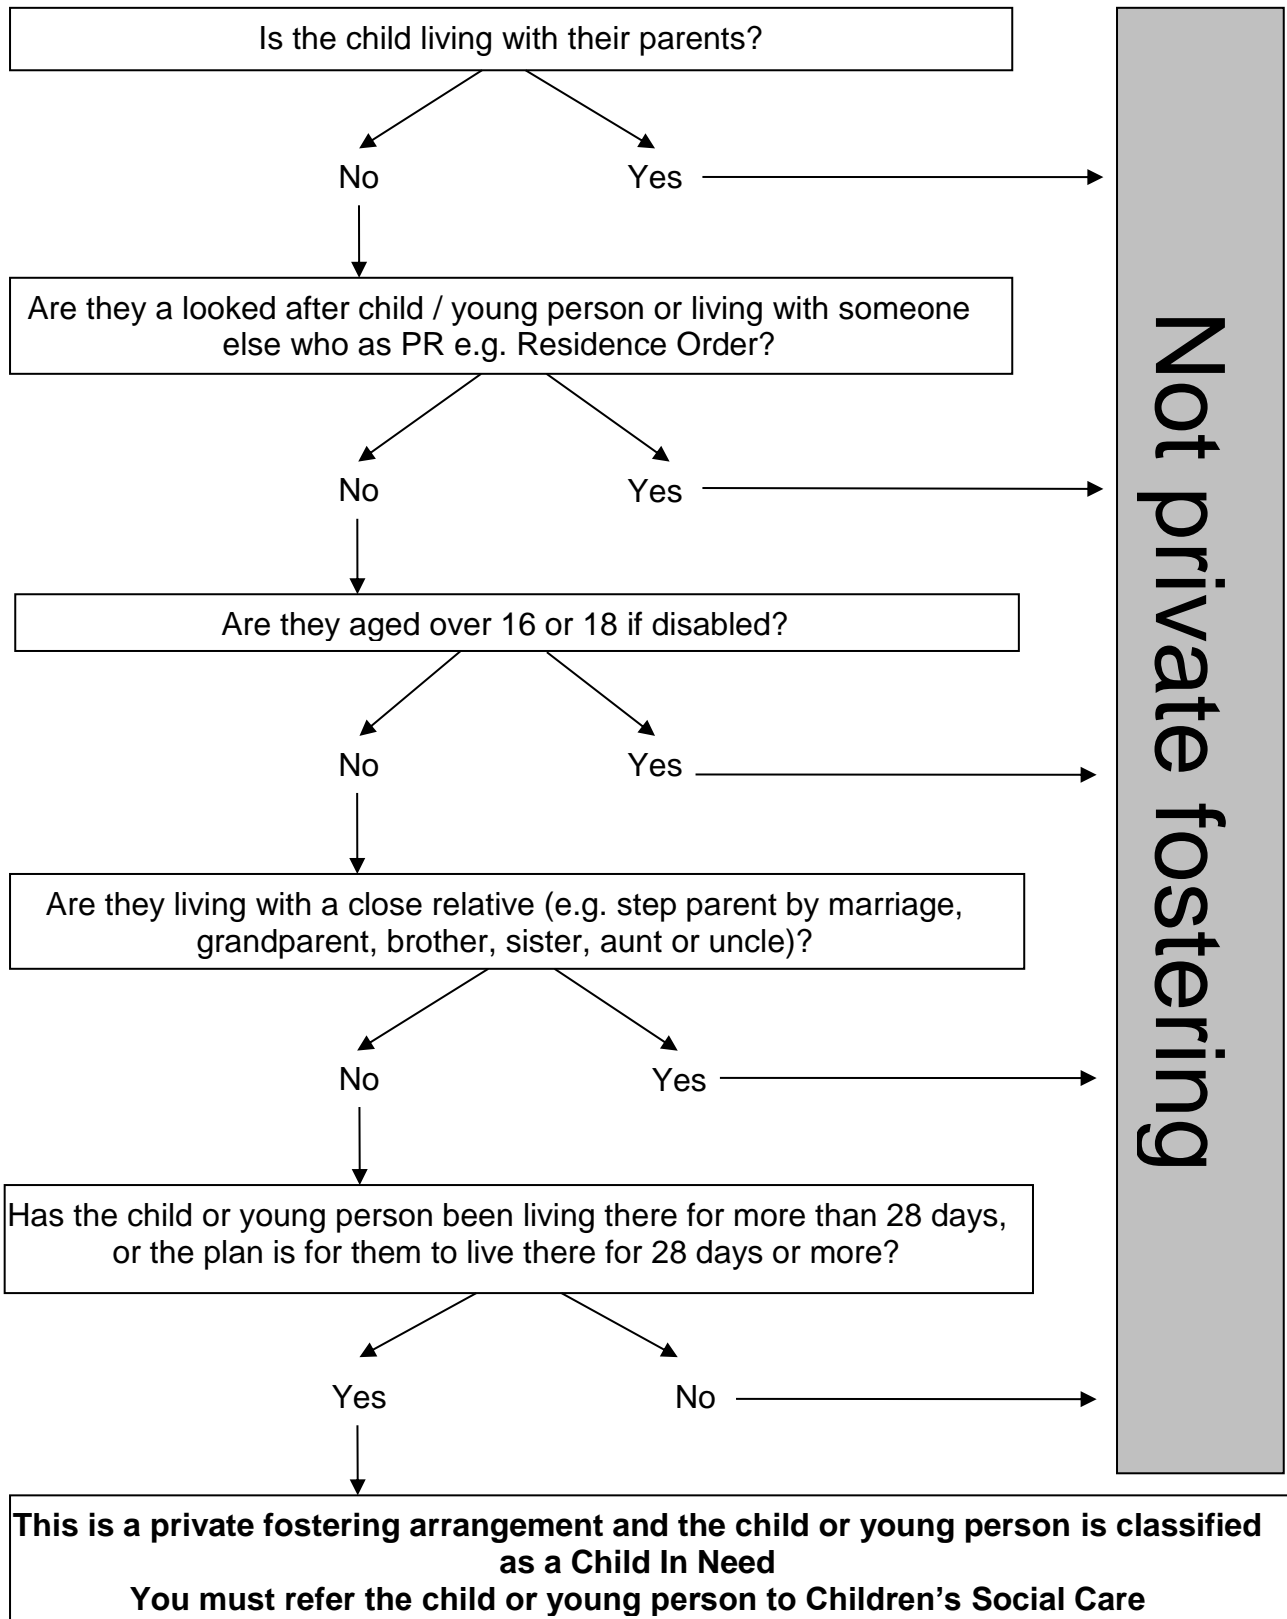 Is the child living with their parents?
No
Yes
Are they a looked after child / young person or living with someone
else who as PR e.g. Residence Order?
No
Yes
Are they aged over 16 or 18 if disabled?
No
Yes
Are they living with a close relative (e.g. step parent by marriage,
grandparent, brother, sister, aunt or uncle)?
No
Yes
Has the child or young person been living there for more than 28 days,
or the plan is for them to live there for 28 days or more?
Yes
No
This is a private fostering arrangement and the child or young person is classified
as a Child In Need
You must refer the child or young person to Children’s Social Care
Not private fostering